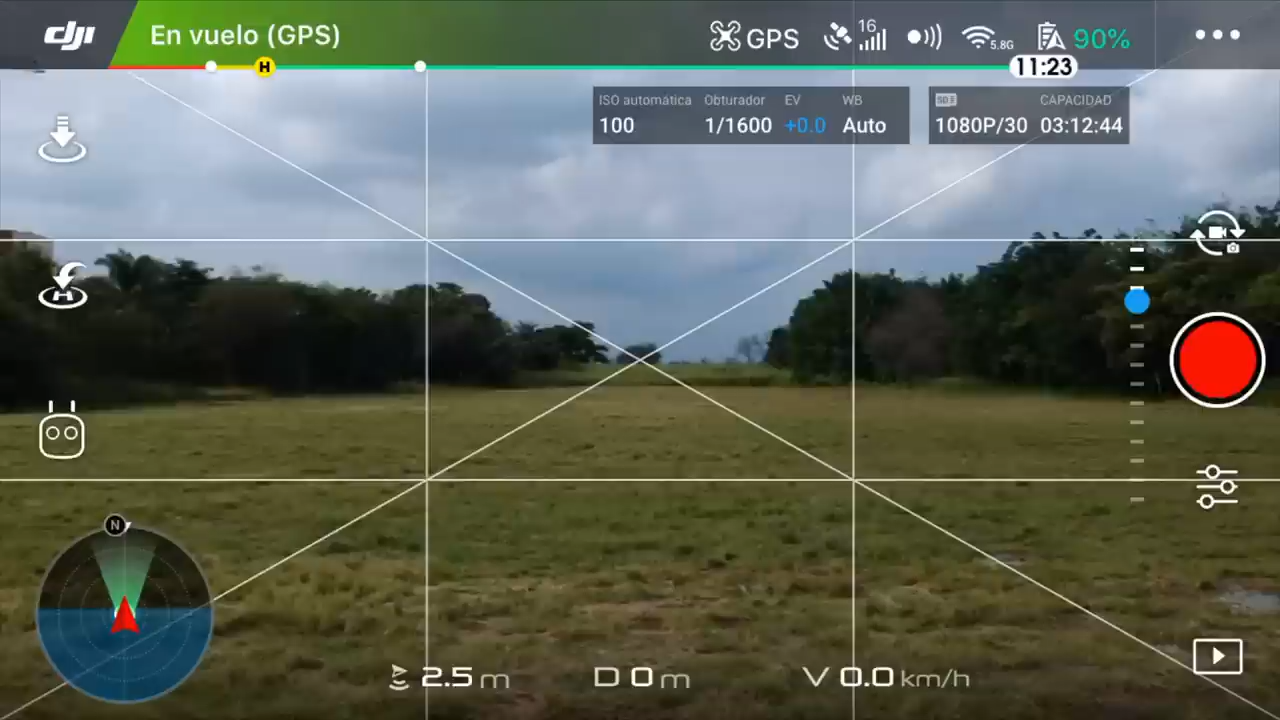 dji En vuelo (GPS) GPS 16 5.8G 90%
H 11:23
ISO automática Obturador EV WB SD CAPACIDAD
100 1/1600 +0.0 Auto 1080P/30 03:12:44
H
N
2.5 m D 0 m V 0.0 km/h